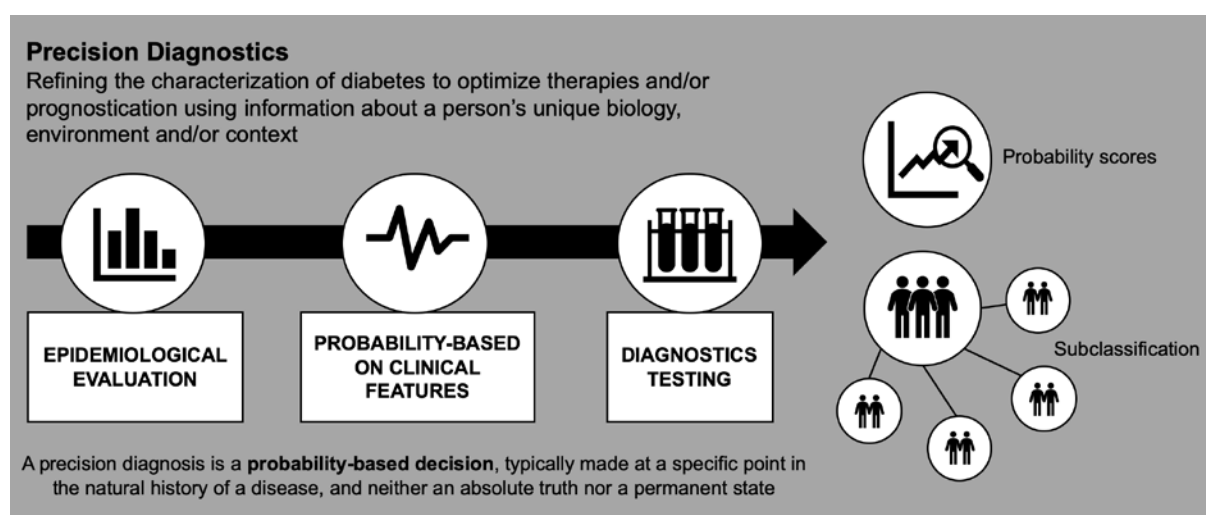 Precision Diagnostics
Refining the characterization of diabetes to optimize therapies and/or
prognostication using information about a person's unique biology,
environment and/or context
Probability scores
EPIDEMIOLOGICAL
EVALUATION
PROBABILITY-BASED
ON CLINICAL
FEATURES
DIAGNOSTICS
TESTING
Subclassification
A precision diagnosis is a probability-based decision, typically made at a specific point in
the natural history of a disease, and neither an absolute truth nor a permanent state